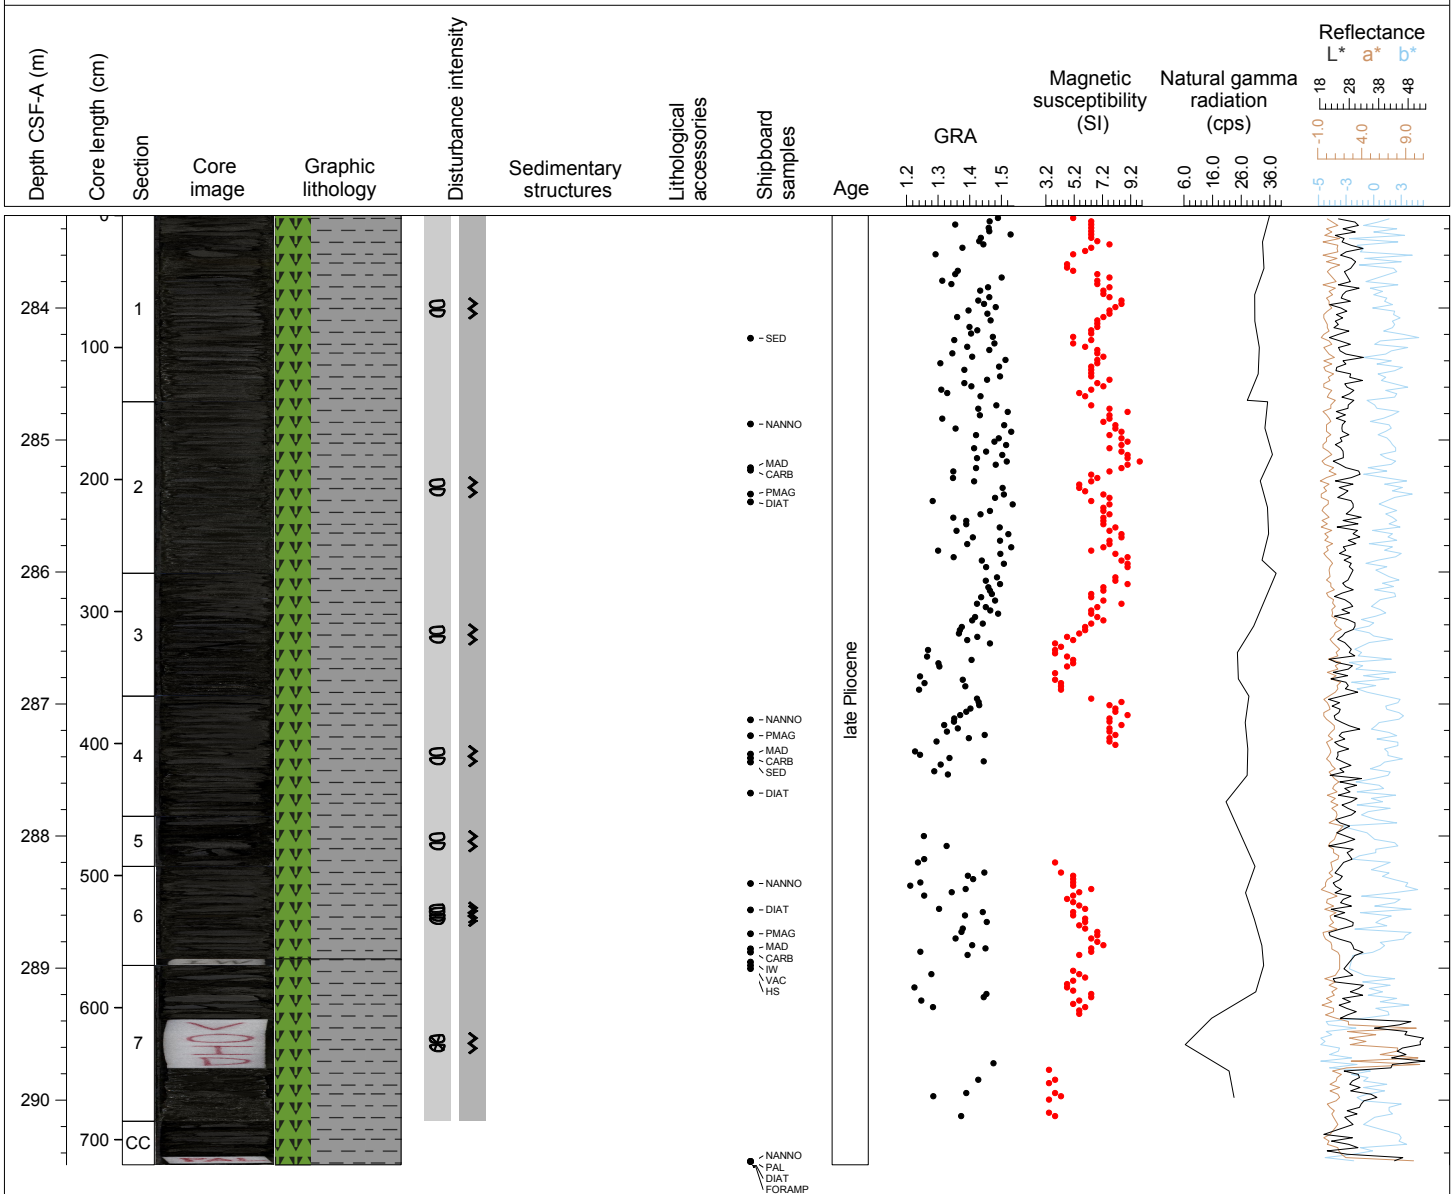 Depth CSF-A (m)
Core length (cm)
Section
Core
image
Graphic
lithology
Disturbance intensity
Sedimentary
structures
Lithological
accessories
Shipboard
samples
Age
GRA
1.2 1.3 1.4 1.5
Magnetic
susceptibility
(SI)
3.2 5.2 7.2 9.2
Natural gamma
radiation
(cps)
6.0 16.0 26.0 36.0
Reflectance
L* a* b*
18 28 38 48
-1.0 4.0 9.0
-5 -3 0 3
0
284
285
286
287
288
289
290
100
200
300
400
500
600
700
1
2
3
4
5
6
7
CC
SED
NANNO
MAD
CARB
PMAG
DIAT
NANNO
PMAG
MAD
CARB
SED
DIAT
NANNO
DIAT
PMAG
MAD
CARB
IW
VAC
HS
NANNO
PAL
DIAT
FORAMP
late Pliocene